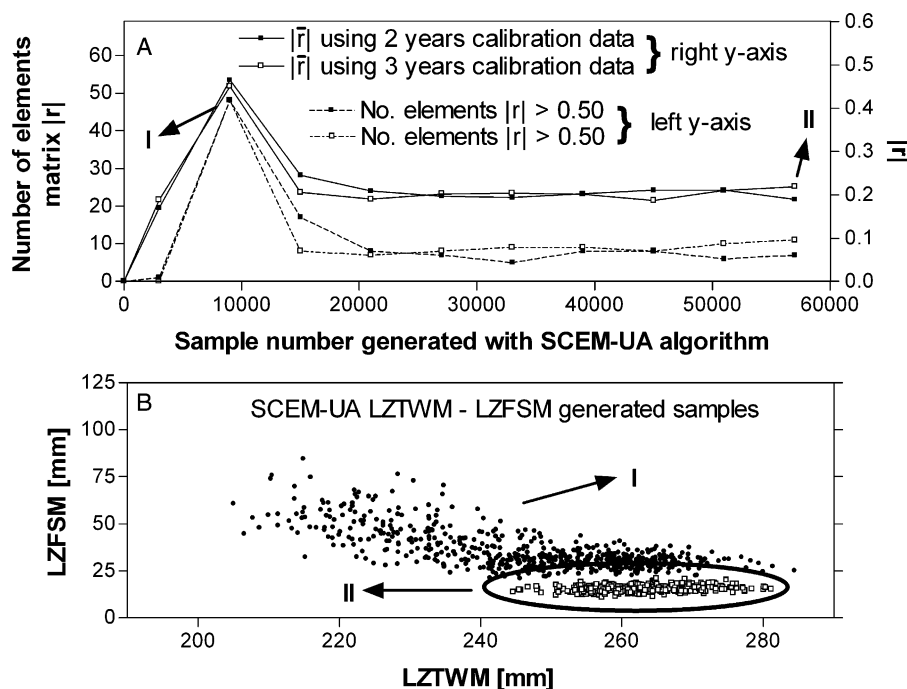 A
|r̄| using 2 years calibration data
|r̄| using 3 years calibration data
} right y-axis
No. elements |r| > 0.50
No. elements |r| > 0.50
} left y-axis
I
II
Number of elements
matrix |r|
60
50
40
30
20
10
0
0.6
0.5
0.4
0.3
0.2
0.1
0.0
|r|
0
10000
20000
30000
40000
50000
60000
Sample number generated with SCEM-UA algorithm
B
SCEM-UA LZTWM - LZFSM generated samples
I
II
LZFSM [mm]
125
100
75
50
25
0
200
220
240
260
280
LZTWM [mm]